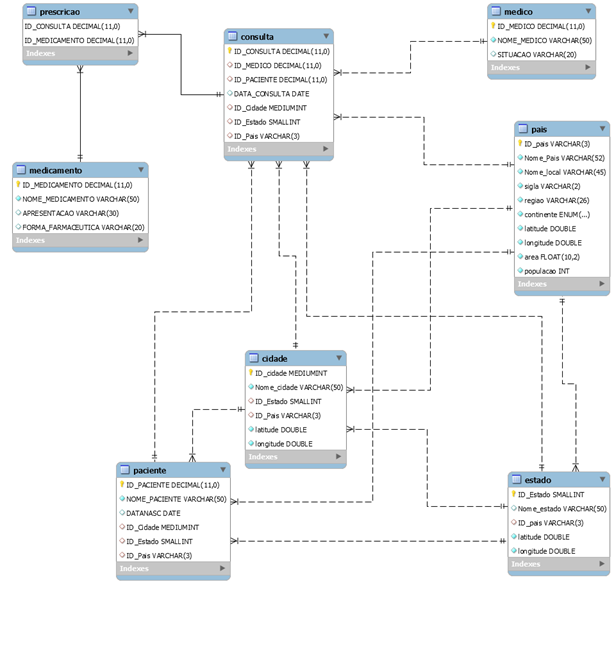 prescricao
ID_CONSULTA DECIMAL(11,0)
ID_MEDICAMENTO DECIMAL(11,0)
Indexes
consulta
ID_CONSULTA DECIMAL(11,0)
ID_MEDICO DECIMAL(11,0)
ID_PACIENTE DECIMAL(11,0)
DATA_CONSULTA DATE
ID_Cidade MEDIUMINT
ID_Estado SMALLINT
ID_Pais VARCHAR(3)
Indexes
medico
ID_MEDICO DECIMAL(11,0)
NOME_MEDICO VARCHAR(50)
SITUACAO VARCHAR(20)
Indexes
medicamento
ID_MEDICAMENTO DECIMAL(11,0)
NOME_MEDICAMENTO VARCHAR(50)
APRESENTACAO VARCHAR(30)
FORMA_FARMACEUTICA VARCHAR(20)
Indexes
pais
ID_pais VARCHAR(3)
Nome_Pais VARCHAR(52)
Nome_local VARCHAR(45)
sigla VARCHAR(2)
regiao VARCHAR(26)
continente ENUM(...)
latitude DOUBLE
longitude DOUBLE
area FLOAT(10,2)
populacao INT
Indexes
cidade
ID_cidade MEDIUMINT
Nome_cidade VARCHAR(50)
ID_Estado SMALLINT
ID_Pais VARCHAR(3)
latitude DOUBLE
longitude DOUBLE
Indexes
paciente
ID_PACIENTE DECIMAL(11,0)
NOME_PACIENTE VARCHAR(50)
DATANASC DATE
ID_Cidade MEDIUMINT
ID_Estado SMALLINT
ID_Pais VARCHAR(3)
Indexes
estado
ID_Estado SMALLINT
Nome_estado VARCHAR(50)
ID_pais VARCHAR(3)
latitude DOUBLE
longitude DOUBLE
Indexes